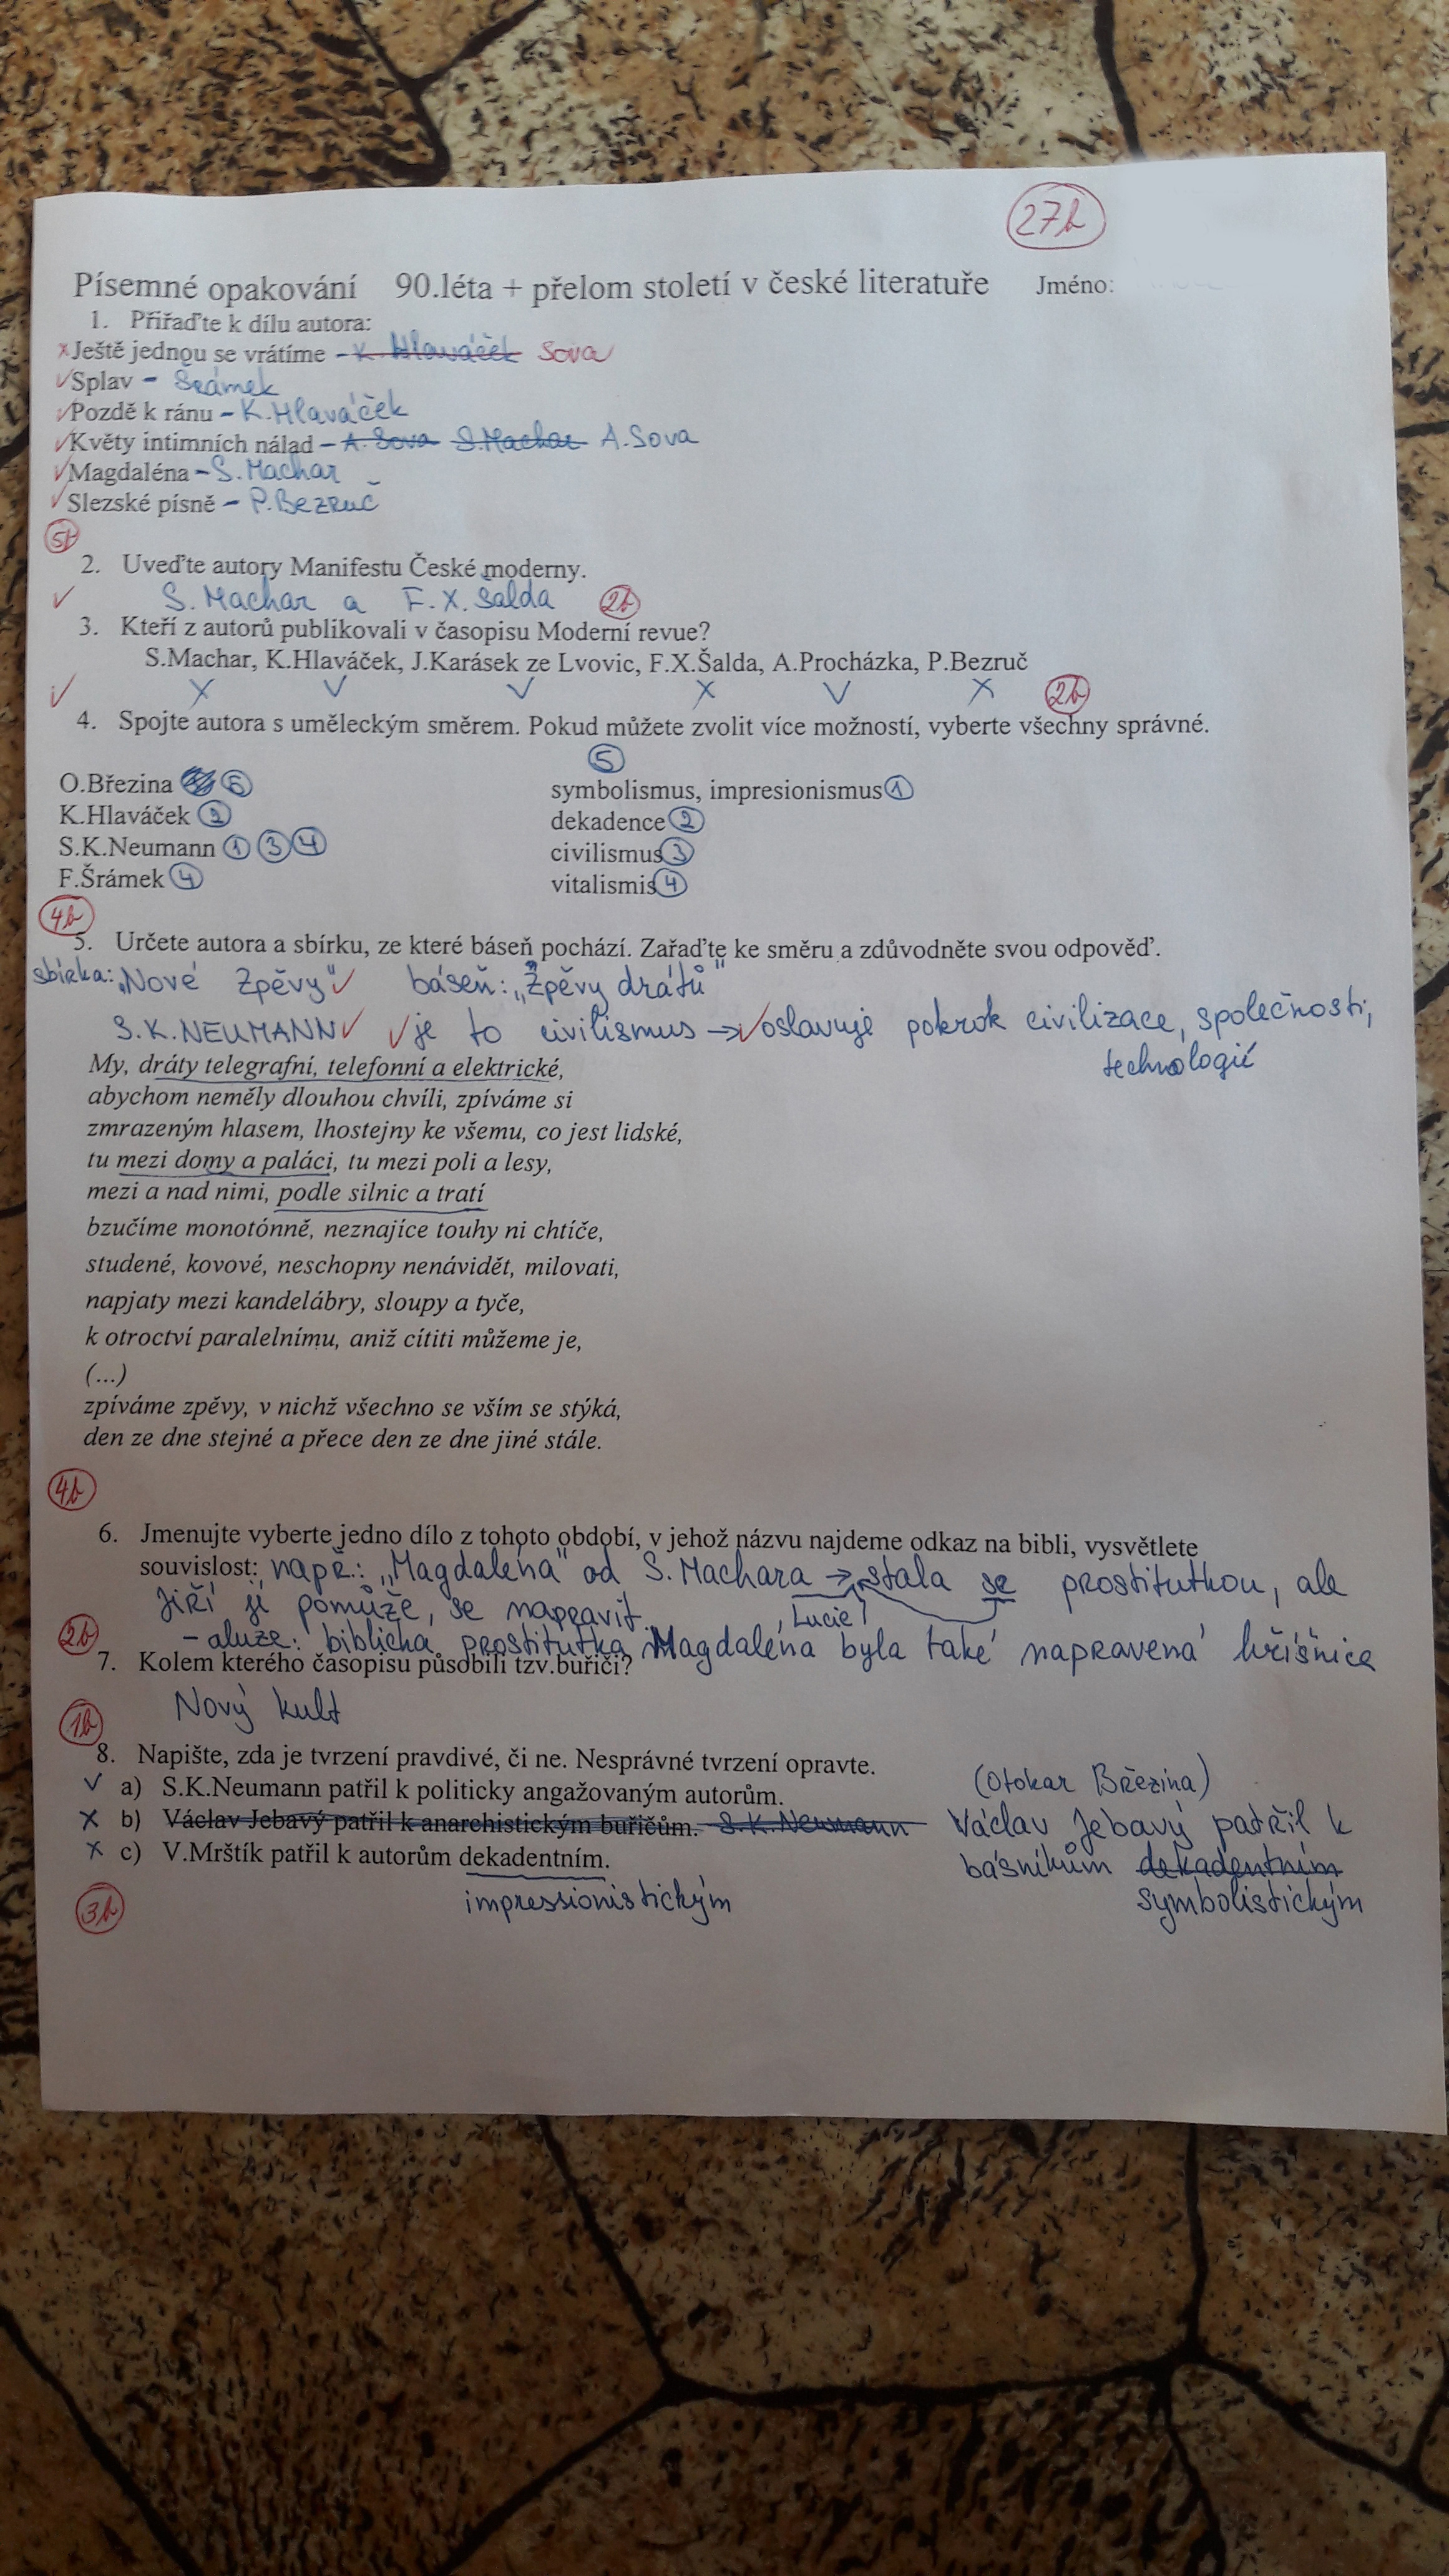 27b
Písemné opakování 90.léta + přelom století v české literatuře Jméno:
1. Přiřaďte k dílu autora:
x Ještě jednou se vrátíme - K. Hlaváček Sova
✓ Splav - Šrámek
✓ Pozdě k ránu - K. Hlaváček
✓ Květy intimních nálad - A. Sova S. Machar A. Sova
✓ Magdaléna - S. Machar
✓ Slezské písně - P. Bezruč
5b
2. Uveďte autory Manifestu České moderny.
✓ S. Machar a F. X. Šalda 2b
3. Kteří z autorů publikovali v časopisu Moderní revue?
S.Machar, K.Hlaváček, J.Karásek ze Lvovic, F.X.Šalda, A.Procházka, P.Bezruč
✓ x ✓ ✓ x ✓ x 2b
4. Spojte autora s uměleckým směrem. Pokud můžete zvolit více možností, vyberte všechny správné.
5
O.Březina 5 symbolismus, impresionismus 1
K.Hlaváček 2 dekadence 2
S.K.Neumann 1 3 4 civilismus 3
F.Šrámek 4 vitalismis 4
4b
5. Určete autora a sbírku, ze které báseň pochází. Zařaďte ke směru a zdůvodněte svou odpověď.
sbírka: „Nové Zpěvy" ✓ báseň: „Zpěvy drátů"
S. K. NEUMANN ✓ ✓ je to civilismus → ✓ oslavuje pokrok civilizace, společnosti,
technologií
My, dráty telegrafní, telefonní a elektrické,
abychom neměly dlouhou chvíli, zpíváme si
zmrazeným hlasem, lhostejny ke všemu, co jest lidské,
tu mezi domy a paláci, tu mezi poli a lesy,
mezi a nad nimi, podle silnic a tratí
bzučíme monotónně, neznajíce touhy ni chtíče,
studené, kovové, neschopny nenávidět, milovati,
napjaty mezi kandelábry, sloupy a tyče,
k otroctví paralelnímu, aniž cítiti můžeme je,
(...)
zpíváme zpěvy, v nichž všechno se vším se stýká,
den ze dne stejné a přece den ze dne jiné stále.
4b
6. Jmenujte vyberte jedno dílo z tohoto období, v jehož názvu najdeme odkaz na bibli, vysvětlete
souvislost: např.: „Magdaléna" od S. Machara → stala se prostitutkou, ale
Jiří jí pomůže, se napravit. Lucie
2b - aluze: biblická prostitutka Magdaléna byla také napravená hříšnice
7. Kolem kterého časopisu působili tzv.buřiči?
Nový kult
1b
8. Napište, zda je tvrzení pravdivé, či ne. Nesprávné tvrzení opravte.
✓ a) S.K.Neumann patřil k politicky angažovaným autorům. (Otokar Březina)
x b) Václav Jebavý patřil k anarchistickým buřičům. S. K. Neumann Václav Jebavý patřil k
x c) V.Mrštík patřil k autorům dekadentním. básníkům dekadentním
3b impressionistickým symbolistickým